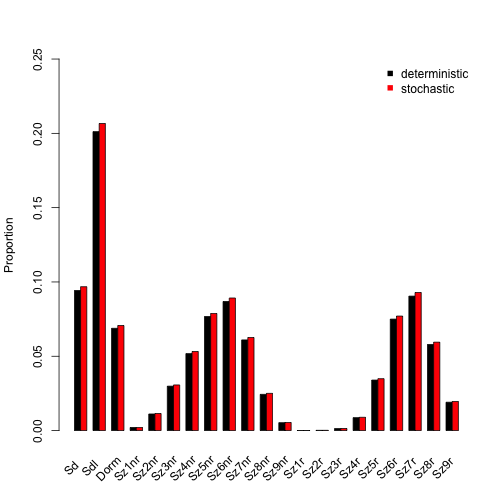 deterministic
stochastic
Proportion
0.25
0.20
0.15
0.10
0.05
0.00
Sd
Sdl
Dorm
Sz1nr
Sz2nr
Sz3nr
Sz4nr
Sz5nr
Sz6nr
Sz7nr
Sz8nr
Sz9nr
Sz1r
Sz2r
Sz3r
Sz4r
Sz5r
Sz6r
Sz7r
Sz8r
Sz9r